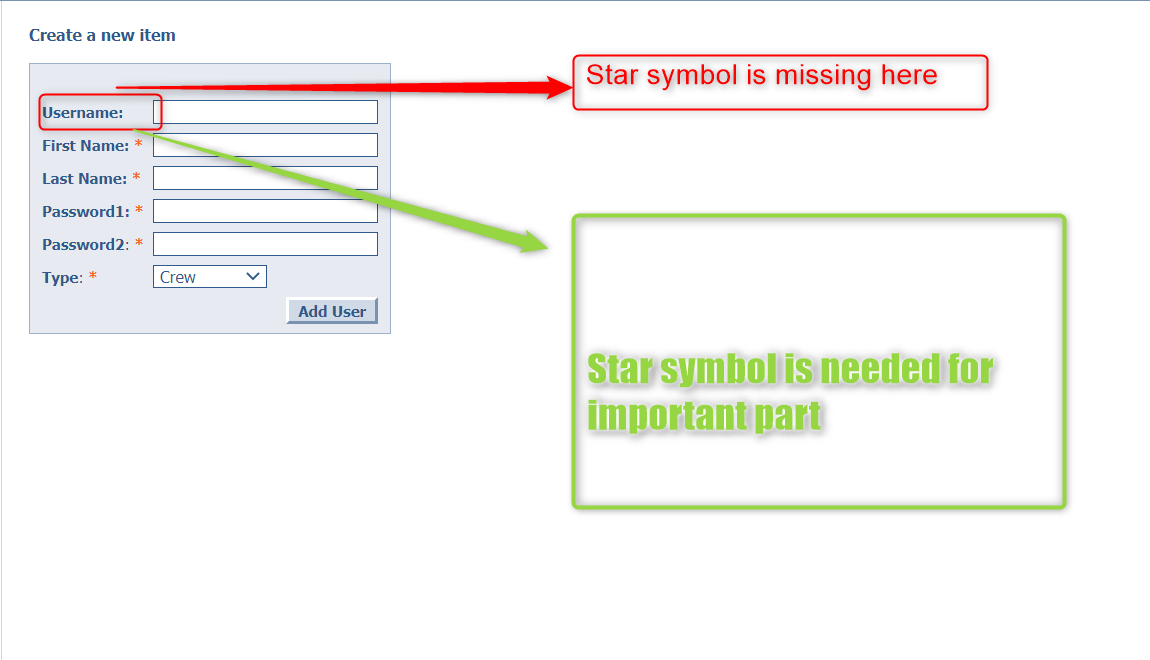 Create a new item
Star symbol is missing here
Username:
First Name: *
Last Name: *
Password1: *
Password2: *
Type: *
Crew
Add User
Star symbol is needed for
important part